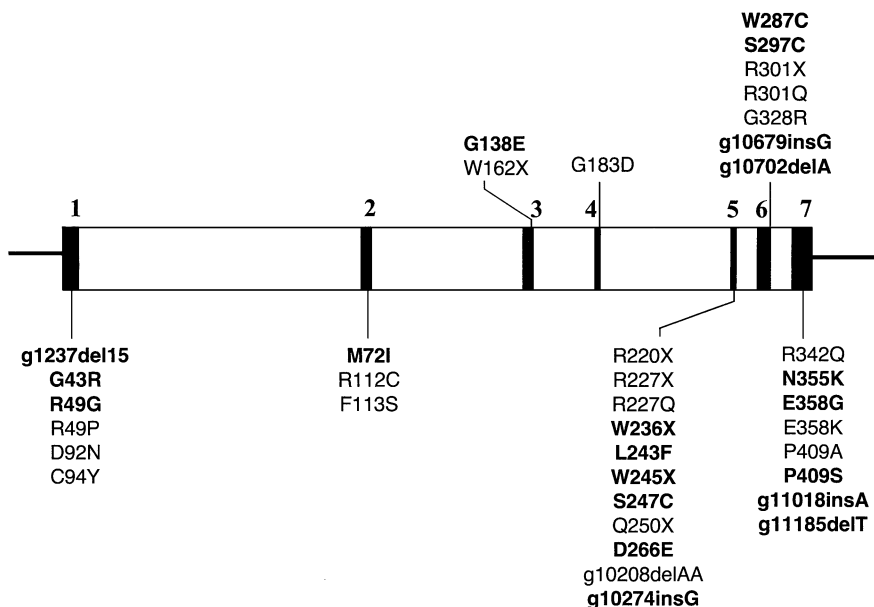 W287C
S297C
R301X
R301Q
G328R
g10679insG
g10702delA
G138E
W162X
G183D
1
2
3
4
5
6
7
g1237del15
G43R
R49G
R49P
D92N
C94Y
M72I
R112C
F113S
R220X
R227X
R227Q
W236X
L243F
W245X
S247C
Q250X
D266E
g10208delAA
g10274insG
R342Q
N355K
E358G
E358K
P409A
P409S
g11018insA
g11185delT